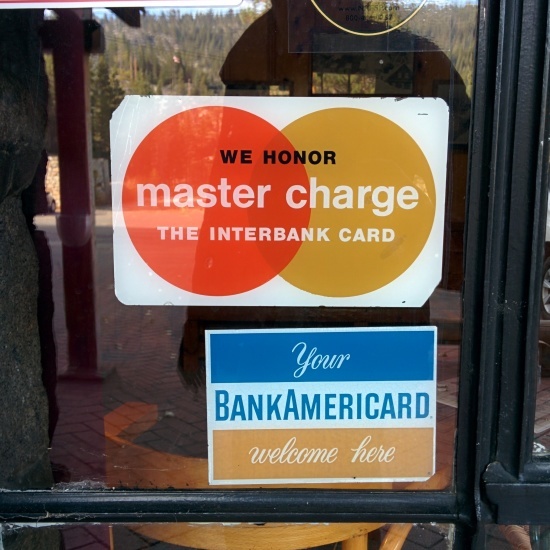 WE HONOR
master charge
THE INTERBANK CARD
Your
BANKAMERICARD
welcome here